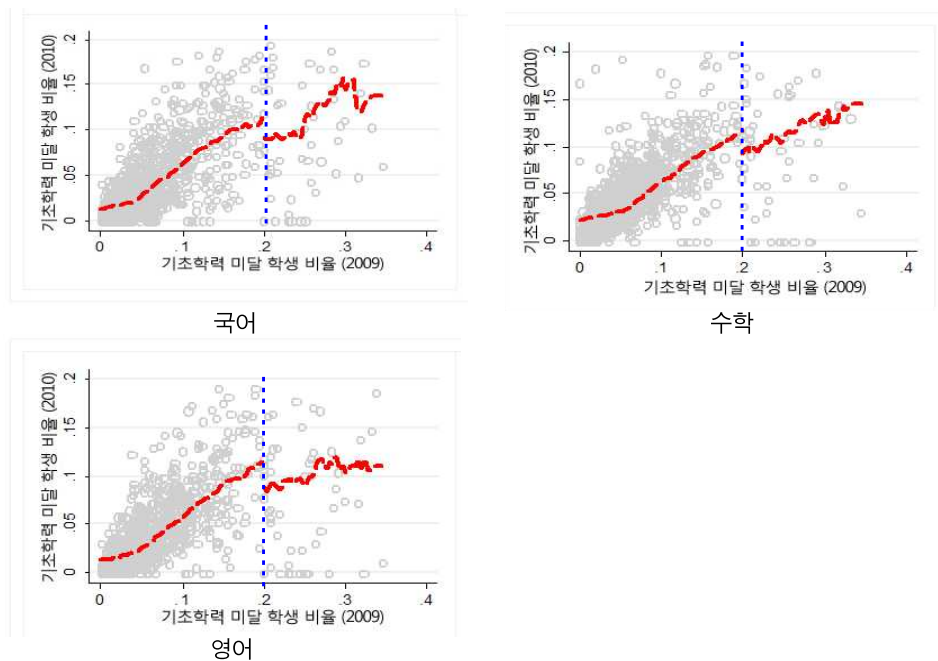 기초학력 미달 학생 비율 (2010)
.2
.15
.1
.05
0
0 .1 .2 .3 .4
기초학력 미달 학생 비율 (2009)
국어
기초학력 미달 학생 비율 (2010)
.2
.15
.1
.05
0
0 .1 .2 .3 .4
기초학력 미달 학생 비율 (2009)
수학
기초학력 미달 학생 비율 (2010)
.2
.15
.1
.05
0
0 .1 .2 .3 .4
기초학력 미달 학생 비율 (2009)
영어